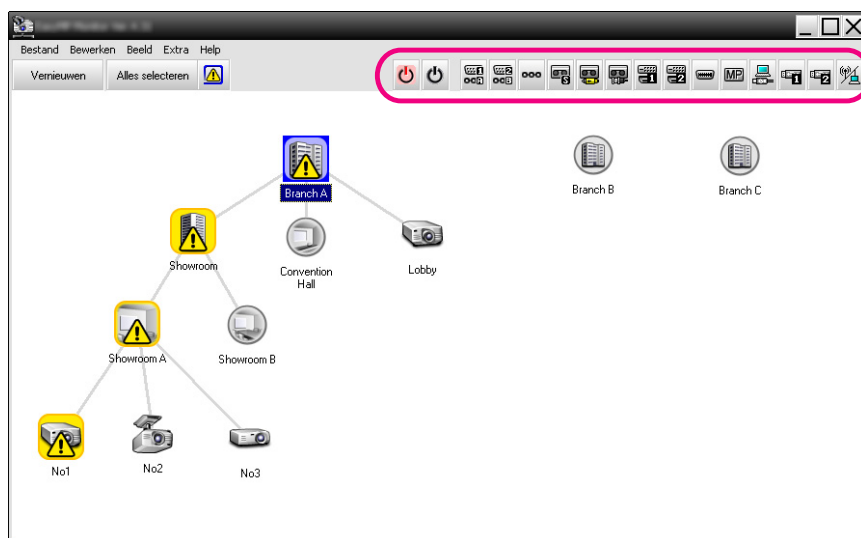 Bestand Bewerken Beeld Extra Help
Vernieuwen Alles selecteren
MP
Branch A
Branch B
Branch C
Showroom
Convention
Hall
Lobby
Showroom A
Showroom B
No1
No2
No3